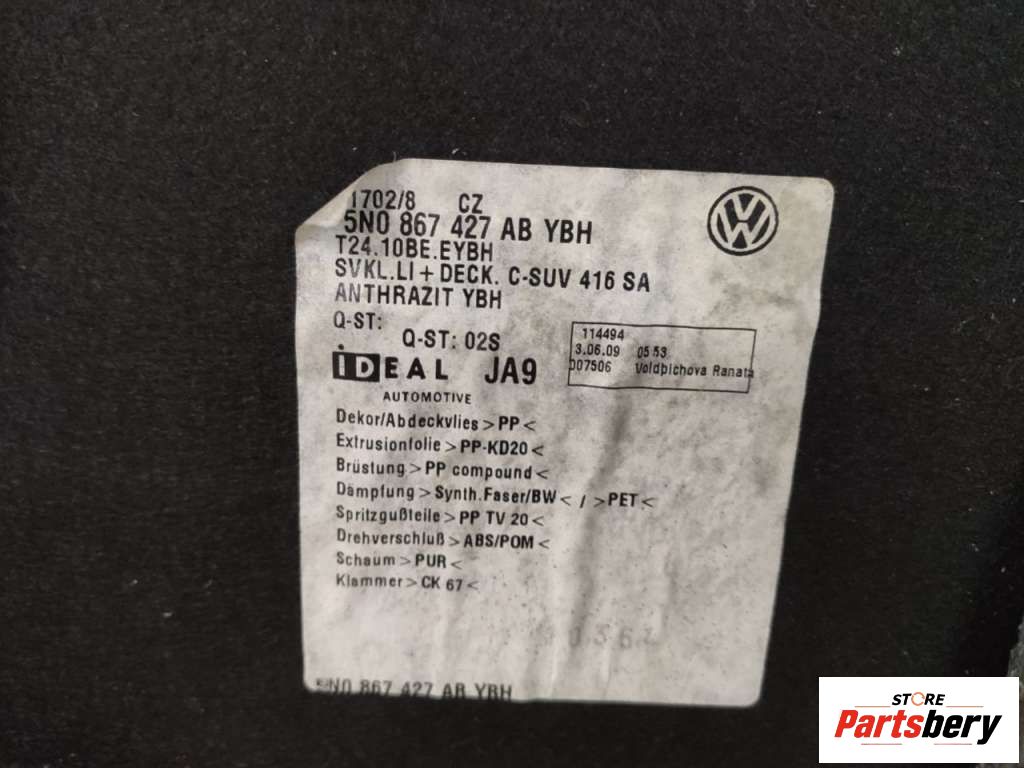 1702/8 CZ
5N0 867 427 AB YBH
T24.10BE.EYBH
SVKL.LI + DECK. C-SUV 416 SA
ANTHRAZIT YBH
Q-ST:
Q-ST: 02S
114494
3.06.09 05 53
007506 Voldþichova Ranata
iDEAL JA9
AUTOMOTIVE
Dekor/Abdeckvlies > PP <
Extrusionfolie > PP-KD20 <
Brüstung > PP compound <
Dämpfung > Synth.Faser/BW < / > PET <
Spritzgußteile > PP TV 20 <
Drehverschluß > ABS/POM <
Schaum > PUR <
Klammer > CK 67 <
5N0 867 427 AB YBH
STORE
Partsbery